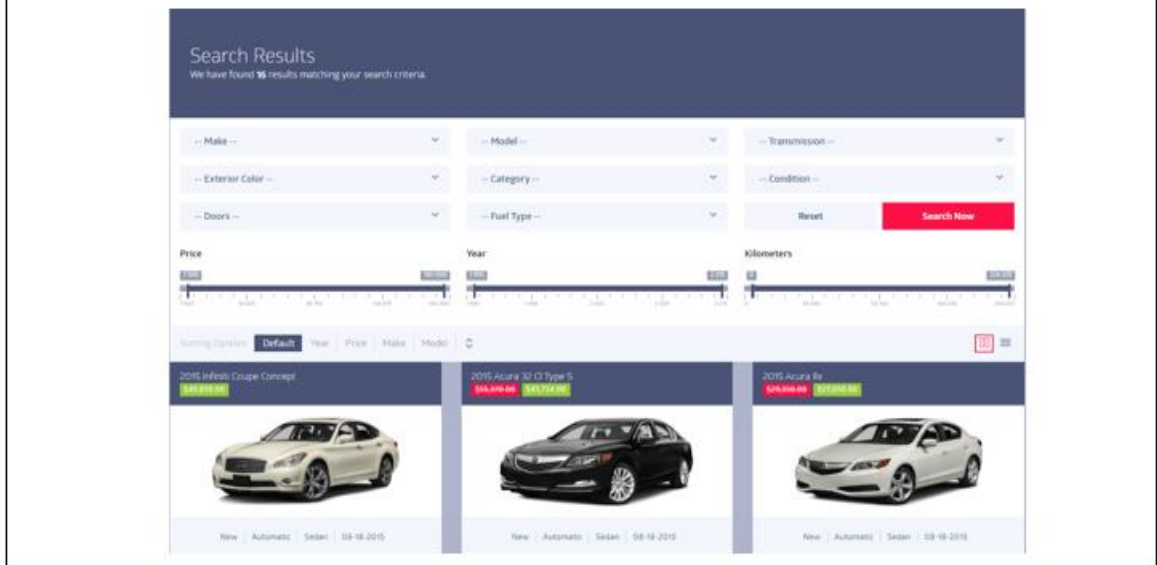 Search Results
We have found 16 results matching your search criteria.
-- Make --
-- Model --
-- Transmission --
-- Exterior Color --
-- Category --
-- Condition --
-- Doors --
-- Fuel Type --
Reset
Search Now
Price
Year
Kilometers
Sorting Options Default Year Price Make Model
2015 Infiniti Coupe Concept
2015 Acura 32 Cl Type S
2015 Acura Rx
New Automatic Sedan 08-18-2015
New Automatic Sedan 08-18-2015
New Automatic Sedan 08-18-2015